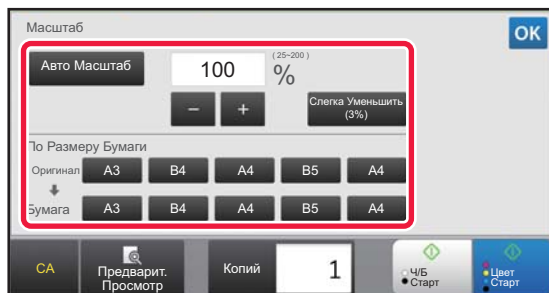 Масштаб
OK
Авто Масштаб
100
(25~200)
%
−
+
Слегка Уменьшить
(3%)
По Размеру Бумаги
Оригинал
A3
B4
A4
B5
A4
Бумага
A3
B4
A4
B5
A4
CA
Предварит.
Просмотр
Копий
1
Ч/Б
Старт
Цвет
Старт